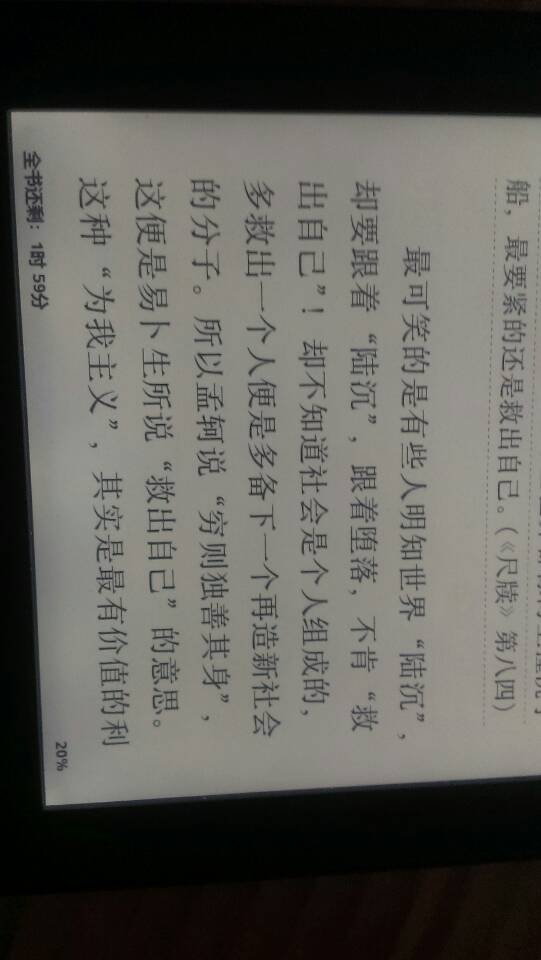 船，最要紧的还是救出自己。（《尺牍》第八四）
最可笑的是有些人明知世界“陆沉”，
却要跟着“陆沉”，跟着堕落，不肯“救
出自己”！却不知道社会是个人组成的，
多救出一个人便是多备下一个再造新社会
的分子。所以孟轲说“穷则独善其身”，
这便是易卜生所说“救出自己”的意思。
这种“为我主义”，其实是最有价值的利
全书还剩：1时 59分
20%